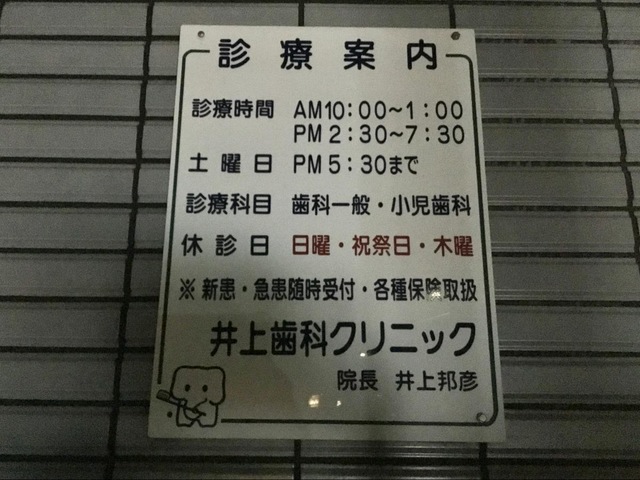 診療案内
診療時間 AM10:00〜1:00
PM2:30〜7:30
土曜日 PM5:30まで
診療科目 歯科一般・小児歯科
休診日 日曜・祝祭日・木曜
※新患・急患随時受付・各種保険取扱
井上歯科クリニック
院長 井上邦彦